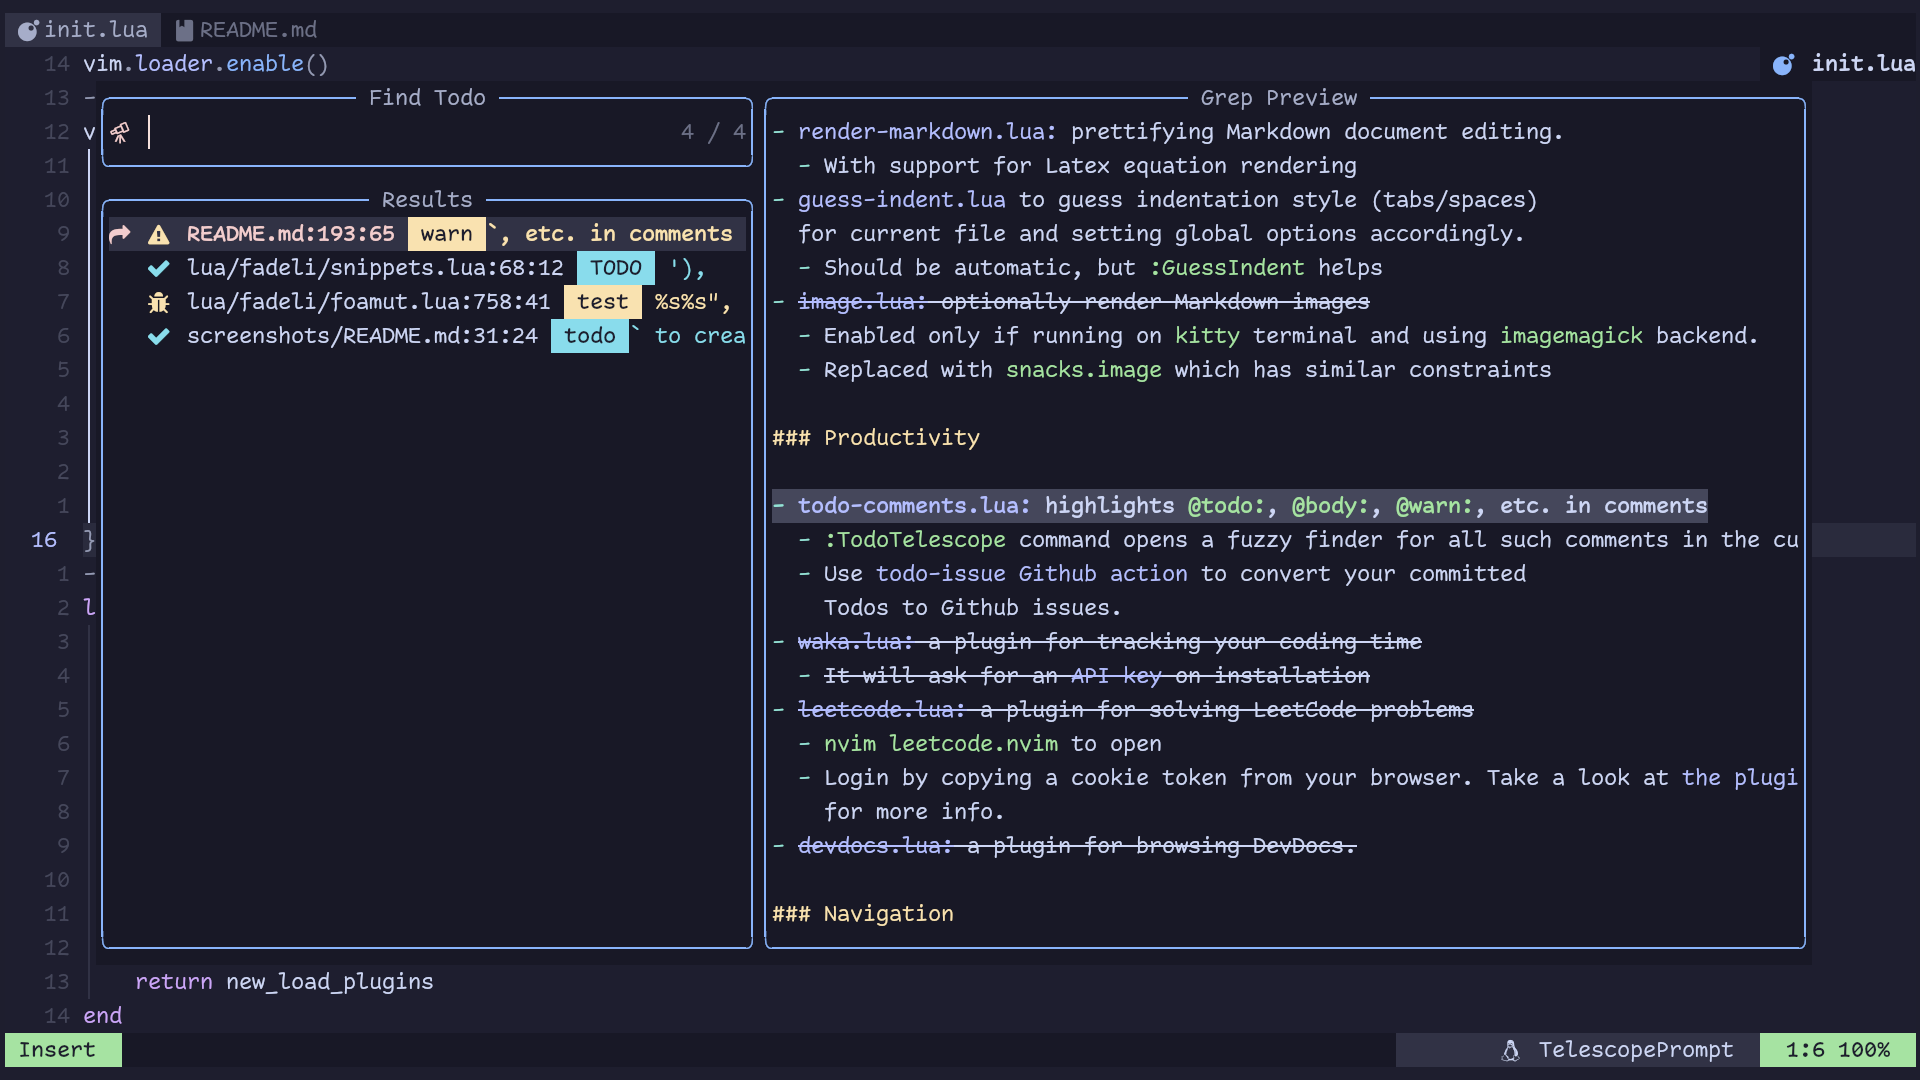 init.lua README.md
14 vim.loader.enable()
init.lua
13 -
12 v
11
10
9
8
7
6
5
4
3
2
1
16 }
1 -
2 l
3
4
5
6
7
8
9
10
11
12
13 return new_load_plugins
14 end
Find Todo
4 / 4
Results
README.md:193:65 warn `, etc. in comments
lua/fadeli/snippets.lua:68:12 TODO '),
lua/fadeli/foamut.lua:758:41 test %s%s",
screenshots/README.md:31:24 todo ` to crea
Grep Preview
- render-markdown.lua: prettifying Markdown document editing.
- With support for Latex equation rendering
- guess-indent.lua to guess indentation style (tabs/spaces)
for current file and setting global options accordingly.
- Should be automatic, but :GuessIndent helps
- image.lua: optionally render Markdown images
- Enabled only if running on kitty terminal and using imagemagick backend.
- Replaced with snacks.image which has similar constraints
### Productivity
- todo-comments.lua: highlights @todo:, @body:, @warn:, etc. in comments
- :TodoTelescope command opens a fuzzy finder for all such comments in the cu
- Use todo-issue Github action to convert your committed
Todos to Github issues.
- waka.lua: a plugin for tracking your coding time
- It will ask for an API key on installation
- leetcode.lua: a plugin for solving LeetCode problems
- nvim leetcode.nvim to open
- Login by copying a cookie token from your browser. Take a look at the plugi
for more info.
- devdocs.lua: a plugin for browsing DevDocs.
### Navigation
Insert
TelescopePrompt 1:6 100%